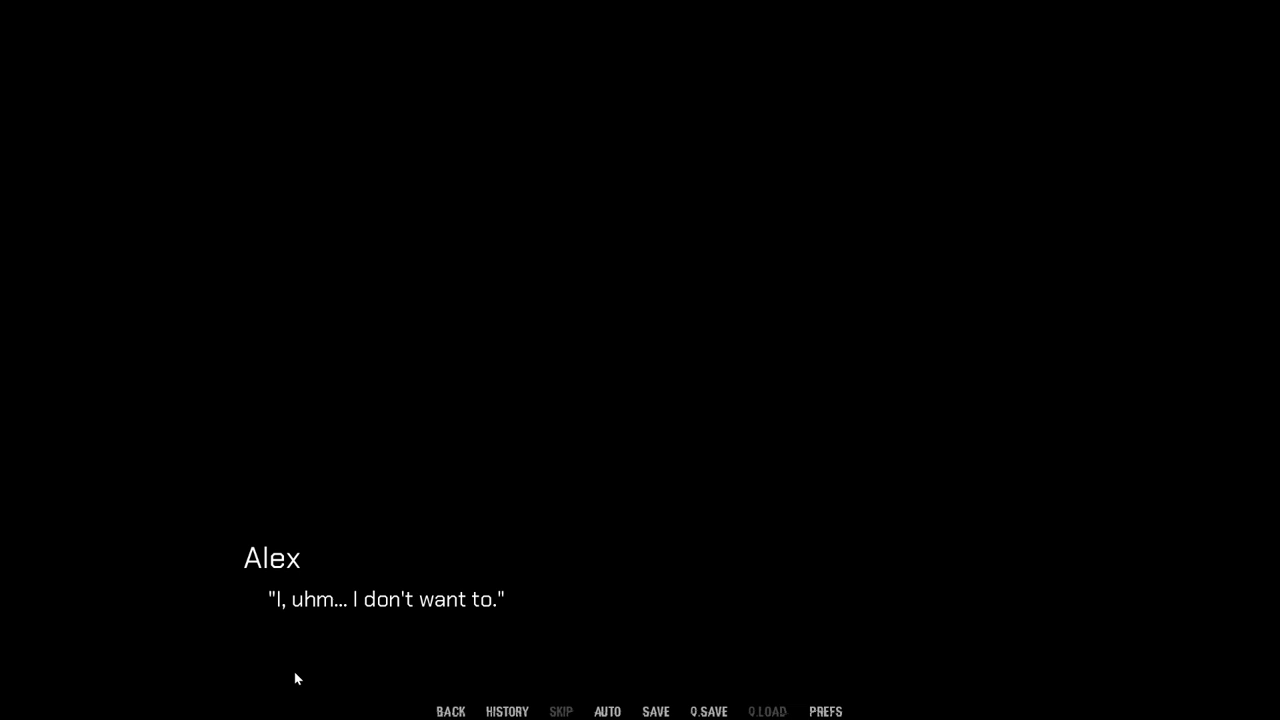 Alex
"I, uhm... I don't want to."
BACK HISTORY SKIP AUTO SAVE Q.SAVE Q.LOAD PREFS